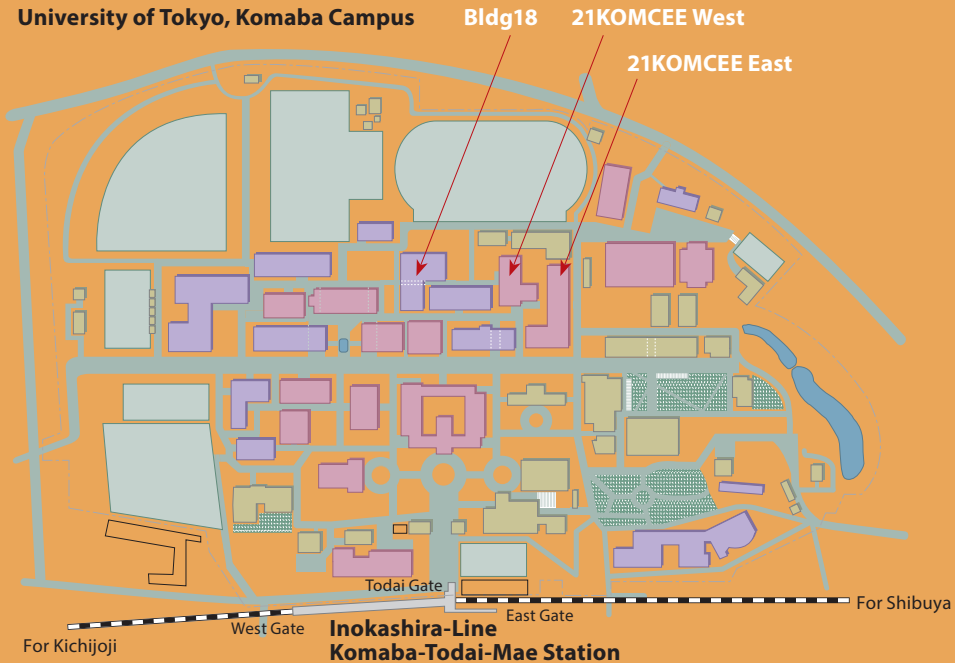 University of Tokyo, Komaba Campus
Bldg18
21KOMCEE West
21KOMCEE East
Todai Gate
For Shibuya
East Gate
West Gate
Inokashira-Line
Komaba-Todai-Mae Station
For Kichijoji